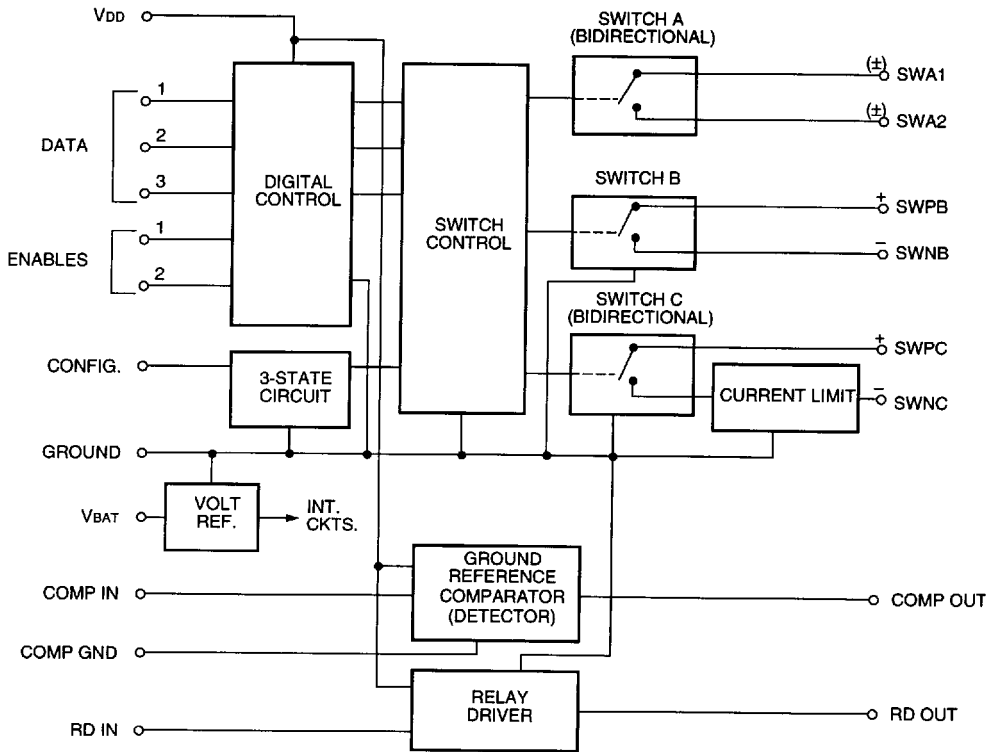 VDD
SWITCH A
(BIDIRECTIONAL)
(±) SWA1
(±) SWA2
DATA
1
2
3
ENABLES
1
2
DIGITAL
CONTROL
SWITCH
CONTROL
SWITCH B
+ SWPB
− SWNB
SWITCH C
(BIDIRECTIONAL)
+ SWPC
CURRENT LIMIT
− SWNC
CONFIG.
3-STATE
CIRCUIT
GROUND
VBAT
VOLT
REF.
INT.
CKTS.
COMP IN
GROUND
REFERENCE
COMPARATOR
(DETECTOR)
COMP OUT
COMP GND
RELAY
DRIVER
RD IN
RD OUT